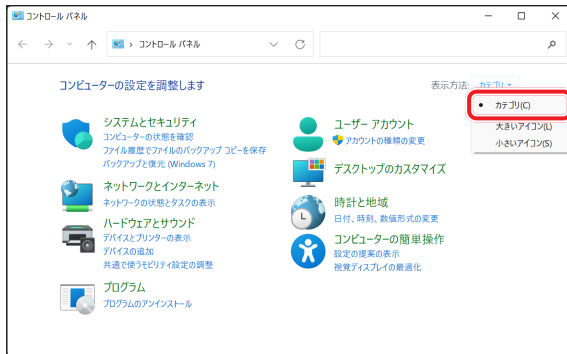 コントロール パネル
コントロール パネル
コンピューターの設定を調整します
表示方法: カテゴリ
カテゴリ(C)
大きいアイコン(L)
小さいアイコン(S)
システムとセキュリティ
コンピューターの状態を確認
ファイル履歴でファイルのバックアップ コピーを保存
バックアップと復元 (Windows 7)
ネットワークとインターネット
ネットワークの状態とタスクの表示
ハードウェアとサウンド
デバイスとプリンターの表示
デバイスの追加
共通で使うモビリティ設定の調整
プログラム
プログラムのアンインストール
ユーザー アカウント
アカウントの種類の変更
デスクトップのカスタマイズ
時計と地域
日付、時刻、数値形式の変更
コンピューターの簡単操作
設定の提案の表示
視覚ディスプレイの最適化